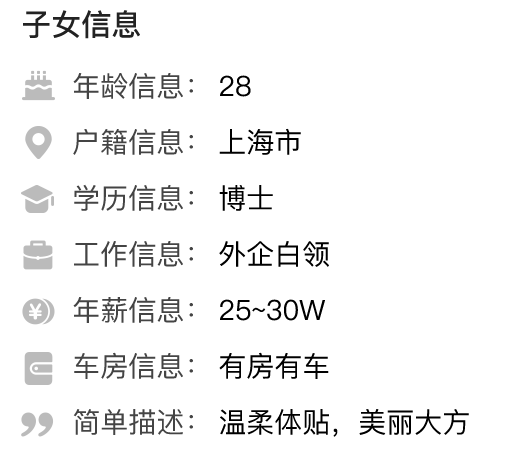 子女信息
年龄信息： 28
户籍信息： 上海市
学历信息： 博士
工作信息： 外企白领
年薪信息： 25~30W
车房信息： 有房有车
简单描述： 温柔体贴，美丽大方